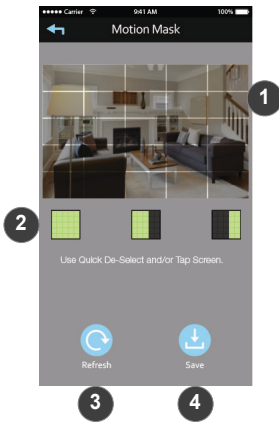 Carrier 9:41 AM 100%
Motion Mask
1
2
Use Quick De-Select and/or Tap Screen.
Refresh Save
3 4